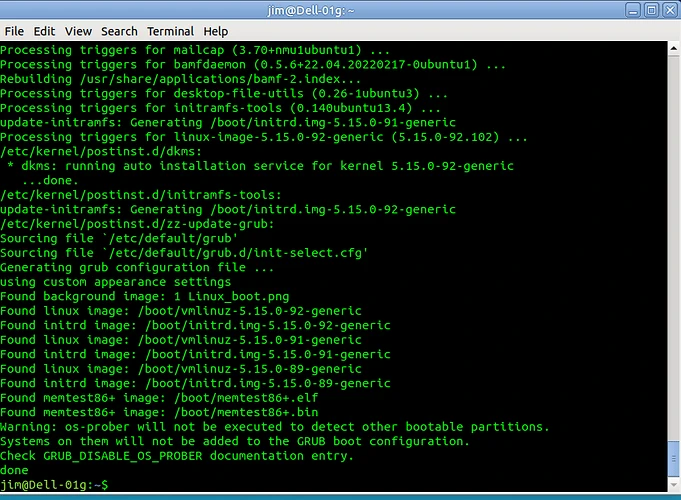 jim@Dell-01g: ~
File Edit View Search Terminal Help
Processing triggers for mailcap (3.70+nmu1ubuntu1) ...
Processing triggers for bamfdaemon (0.5.6+22.04.20220217-0ubuntu1) ...
Rebuilding /usr/share/applications/bamf-2.index...
Processing triggers for desktop-file-utils (0.26-1ubuntu3) ...
Processing triggers for initramfs-tools (0.140ubuntu13.4) ...
update-initramfs: Generating /boot/initrd.img-5.15.0-91-generic
Processing triggers for linux-image-5.15.0-92-generic (5.15.0-92.102) ...
/etc/kernel/postinst.d/dkms:
 * dkms: running auto installation service for kernel 5.15.0-92-generic
   ...done.
/etc/kernel/postinst.d/initramfs-tools:
update-initramfs: Generating /boot/initrd.img-5.15.0-92-generic
/etc/kernel/postinst.d/zz-update-grub:
Sourcing file `/etc/default/grub'
Sourcing file `/etc/default/grub.d/init-select.cfg'
Generating grub configuration file ...
using custom appearance settings
Found background image: 1 Linux_boot.png
Found linux image: /boot/vmlinuz-5.15.0-92-generic
Found initrd image: /boot/initrd.img-5.15.0-92-generic
Found linux image: /boot/vmlinuz-5.15.0-91-generic
Found initrd image: /boot/initrd.img-5.15.0-91-generic
Found linux image: /boot/vmlinuz-5.15.0-89-generic
Found initrd image: /boot/initrd.img-5.15.0-89-generic
Found memtest86+ image: /boot/memtest86+.elf
Found memtest86+ image: /boot/memtest86+.bin
Warning: os-prober will not be executed to detect other bootable partitions.
Systems on them will not be added to the GRUB boot configuration.
Check GRUB_DISABLE_OS_PROBER documentation entry.
done
jim@Dell-01g:~$